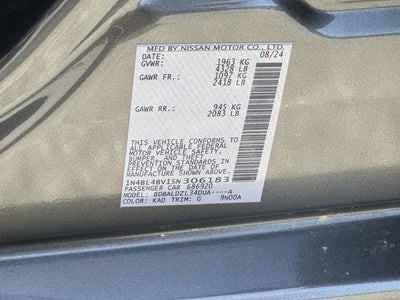 MFD BY NISSAN MOTOR CO., LTD.
DATE: 08/24
GVWR: 1963 KG
4328 LB
GAWR FR: 1097 KG
2418 LB
GAWR RR: 945 KG
2083 LB
THIS VEHICLE CONFORMS TO ALL
APPLICABLE FEDERAL
MOTOR VEHICLE SAFETY,
BUMPER, AND THEFT
PREVENTION STANDARDS
IN EFFECT ON THE DATE OF
MANUFACTURE SHOWN ABOVE.
1N4BL4BV1SN306183
PASSENGER CAR 686920
MODEL: BDBALDZL34DUA----A
COLOR: KAD TRIM: G 9N00A